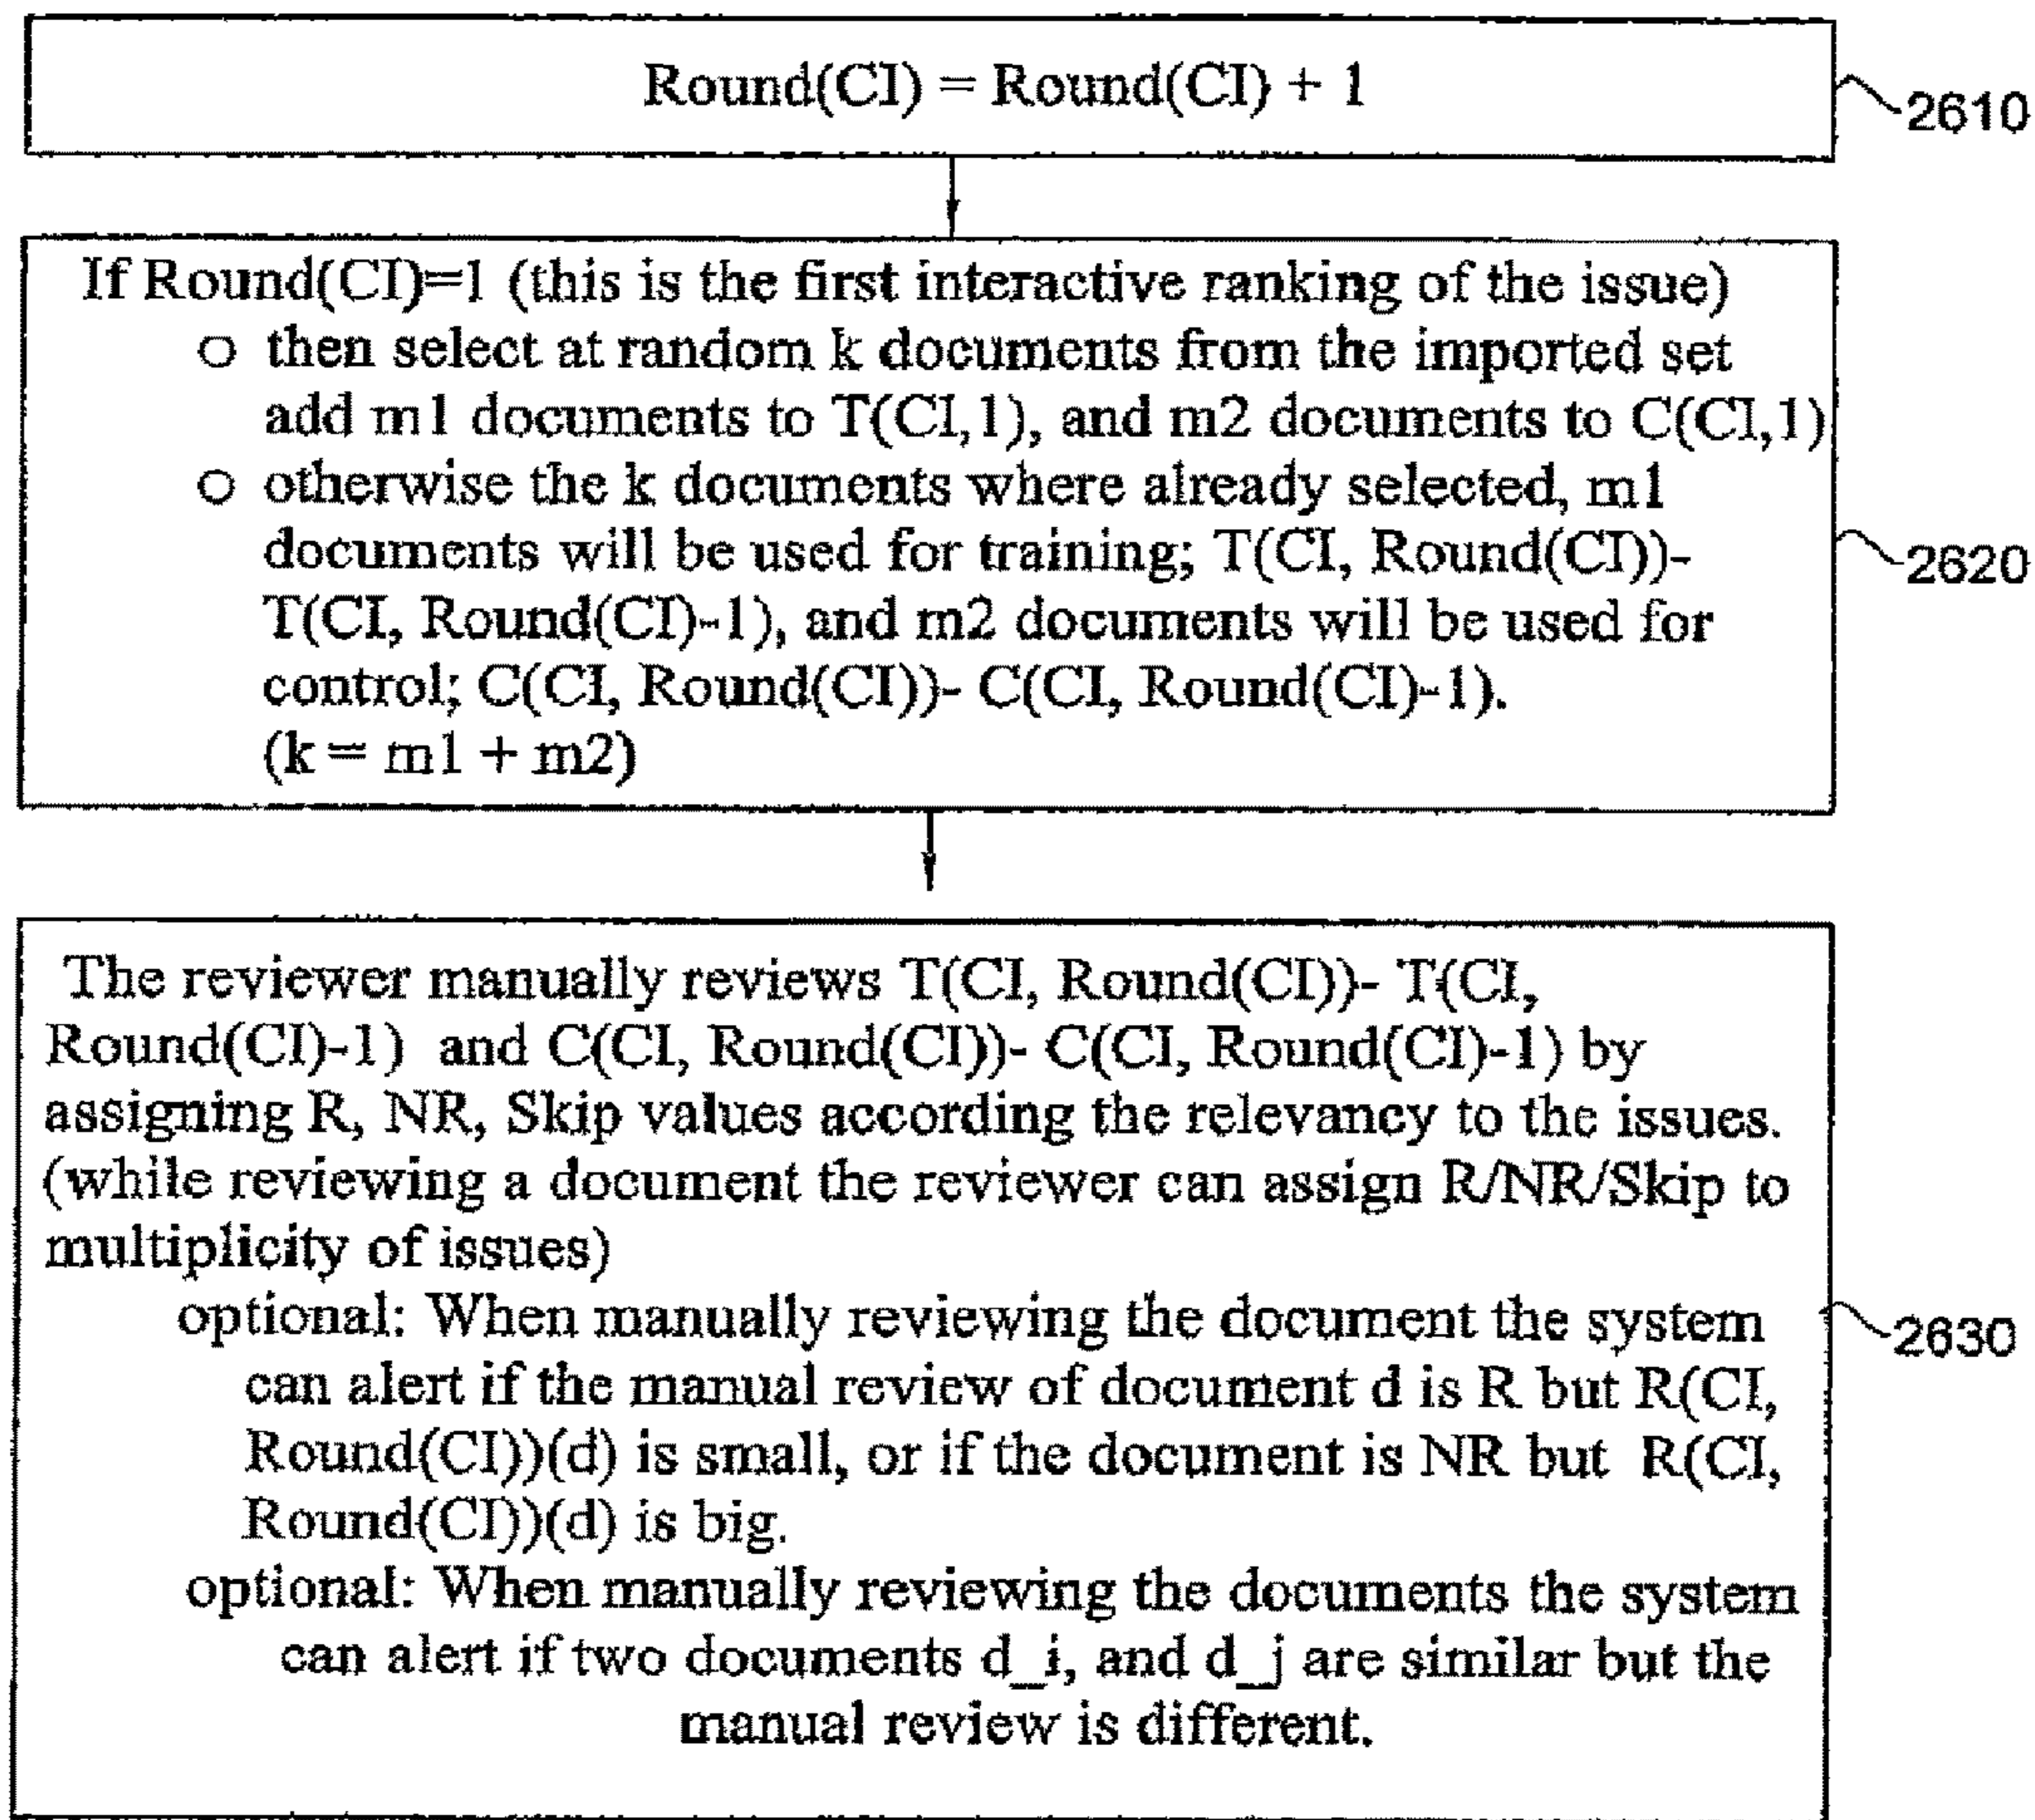 Round(CI) = Round(CI) + 1
2610
If Round(CI)=1 (this is the first interactive ranking of the issue)
o then select at random k documents from the imported set
add m1 documents to T(CI,1), and m2 documents to C(CI,1)
o otherwise the k documents where already selected, m1
documents will be used for training; T(CI, Round(CI))-
T(CI, Round(CI)-1), and m2 documents will be used for
control; C(CI, Round(CI))- C(CI, Round(CI)-1).
(k = m1 + m2)
2620
The reviewer manually reviews T(CI, Round(CI))- T(CI,
Round(CI)-1) and C(CI, Round(CI))- C(CI, Round(CI)-1) by
assigning R, NR, Skip values according the relevancy to the issues.
(while reviewing a document the reviewer can assign R/NR/Skip to
multiplicity of issues)
optional: When manually reviewing the document the system
can alert if the manual review of document d is R but R(CI,
Round(CI))(d) is small, or if the document is NR but R(CI,
Round(CI))(d) is big.
optional: When manually reviewing the documents the system
can alert if two documents d_i, and d_j are similar but the
manual review is different.
2630